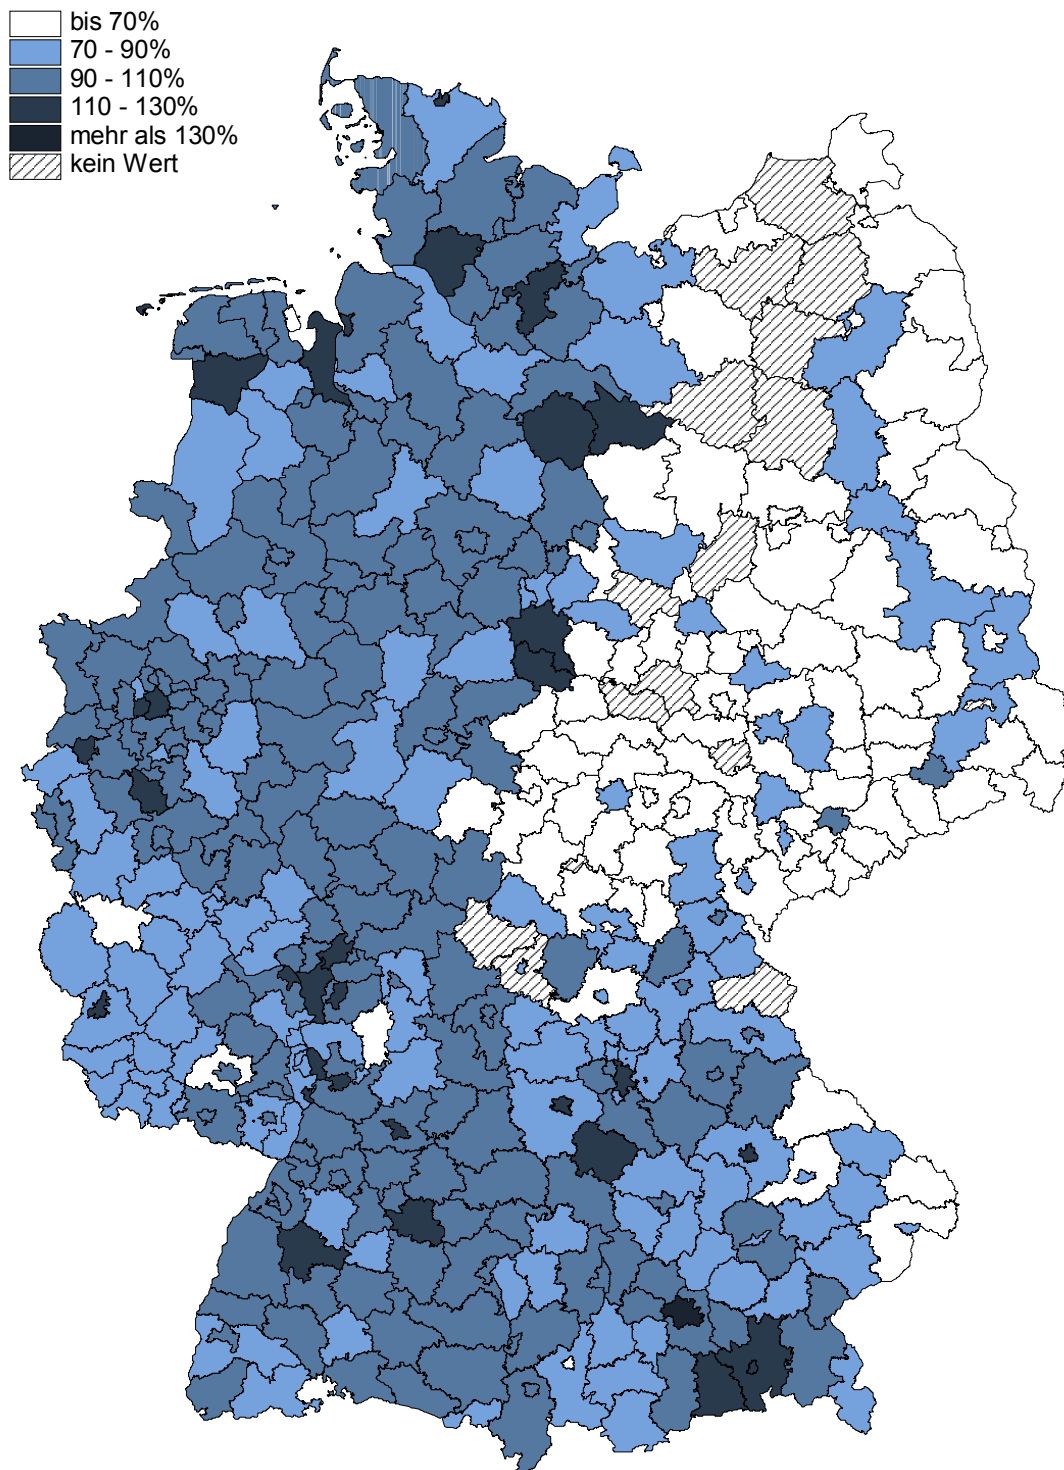 bis 70%
70 - 90%
90 - 110%
110 - 130%
mehr als 130%
kein Wert